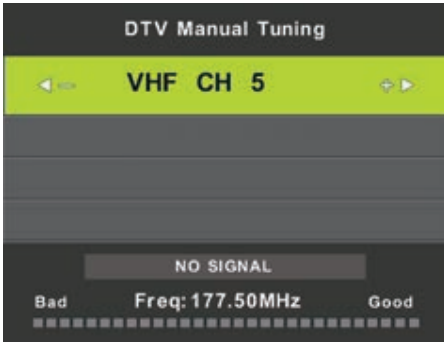 DTV Manual Tuning
VHF CH 5
NO SIGNAL
Bad Freq:177.50MHz Good